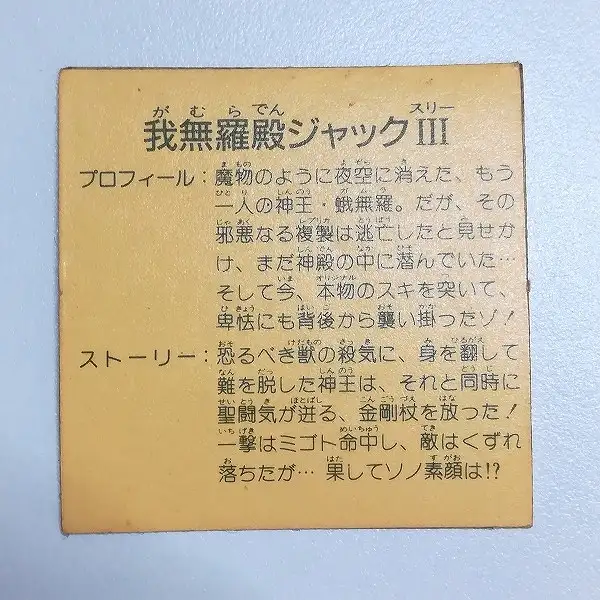 我無羅殿ジャックIII
プロフィール：魔物のように夜空に消えた、もう
一人の神王・蛾無羅。だが、その
邪悪なる複製は逃亡したと見せか
け、まだ神殿の中に潜んでいた…
そして今、本物のスキを突いて、
卑怯にも背後から襲い掛ったゾ！
ストーリー：恐るべき獣の殺気に、身を翻して
難を脱した神王は、それと同時に
聖闘気が迸る、金剛杖を放った！
一撃はミゴト命中し、敵はくずれ
落ちたが… 果してソノ素顔は!?